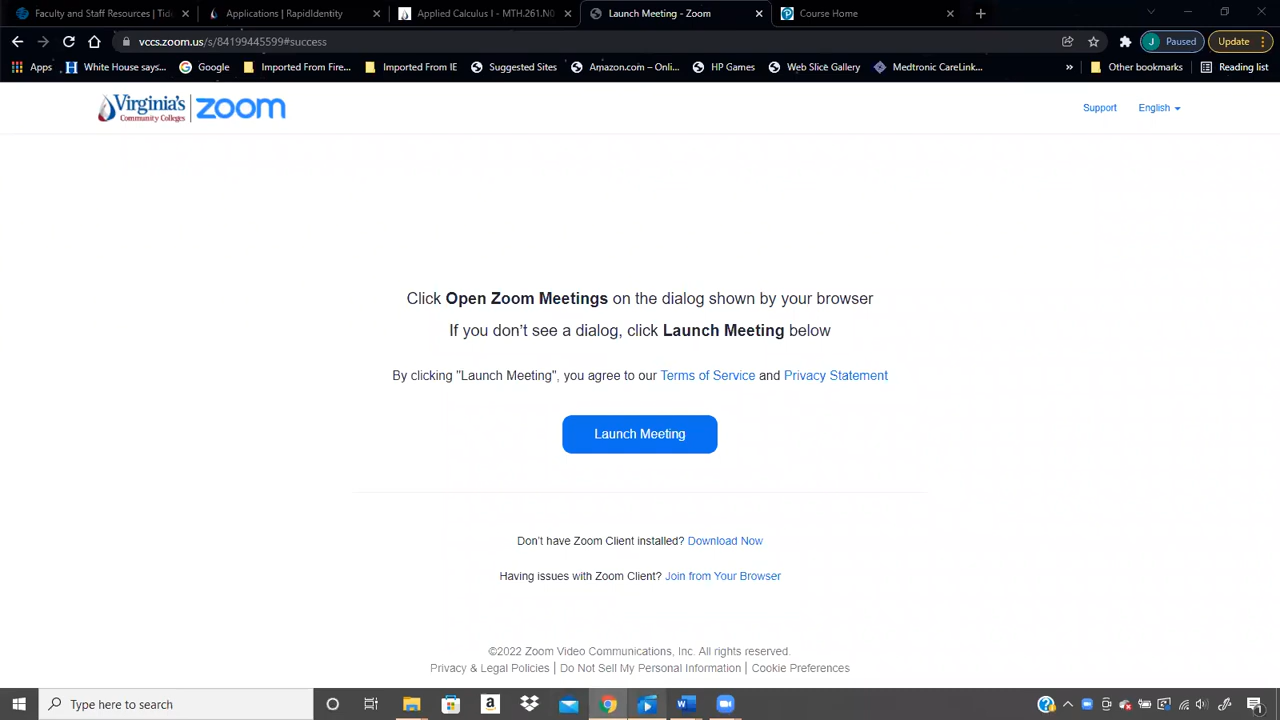 Faculty and Staff Resources | Tide
Applications | RapidIdentity
Applied Calculus I - MTH.261.N0
Launch Meeting - Zoom
Course Home
vccs.zoom.us/s/84199445599#success
J Paused
Update
Apps
White House says...
Google
Imported From Fire...
Imported From IE
Suggested Sites
Amazon.com – Onli...
HP Games
Web Slice Gallery
Medtronic CareLink...
»
Other bookmarks
Reading list
Virginia's
Community Colleges
zoom
Support
English
Click Open Zoom Meetings on the dialog shown by your browser
If you don't see a dialog, click Launch Meeting below
By clicking "Launch Meeting", you agree to our Terms of Service and Privacy Statement
Launch Meeting
Don't have Zoom Client installed? Download Now
Having issues with Zoom Client? Join from Your Browser
©2022 Zoom Video Communications, Inc. All rights reserved.
Privacy & Legal Policies | Do Not Sell My Personal Information | Cookie Preferences
Type here to search